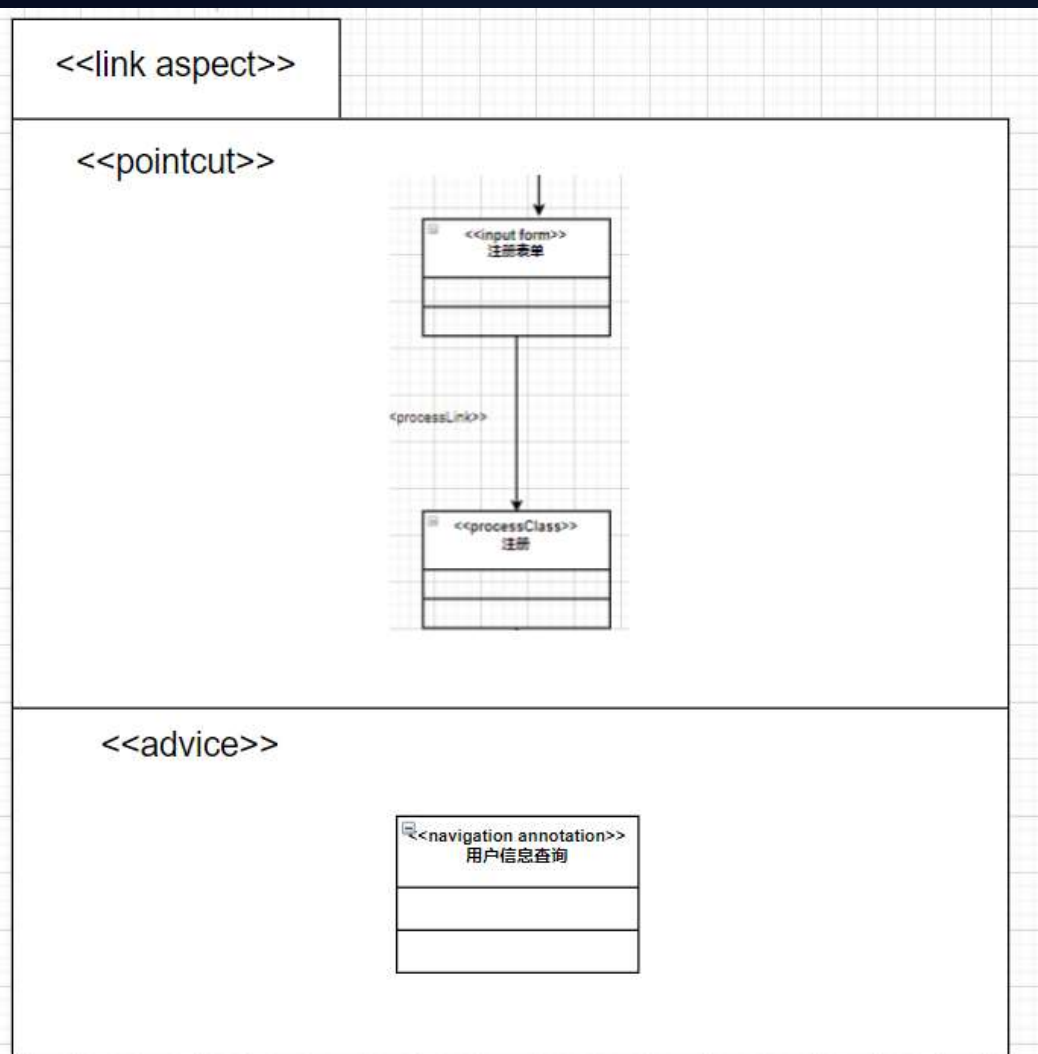 <<link aspect>>
<<pointcut>>
<<input form>>
注册表单
<processLink>>
<<processClass>>
注册
<<advice>>
<<navigation annotation>>
用户信息查询